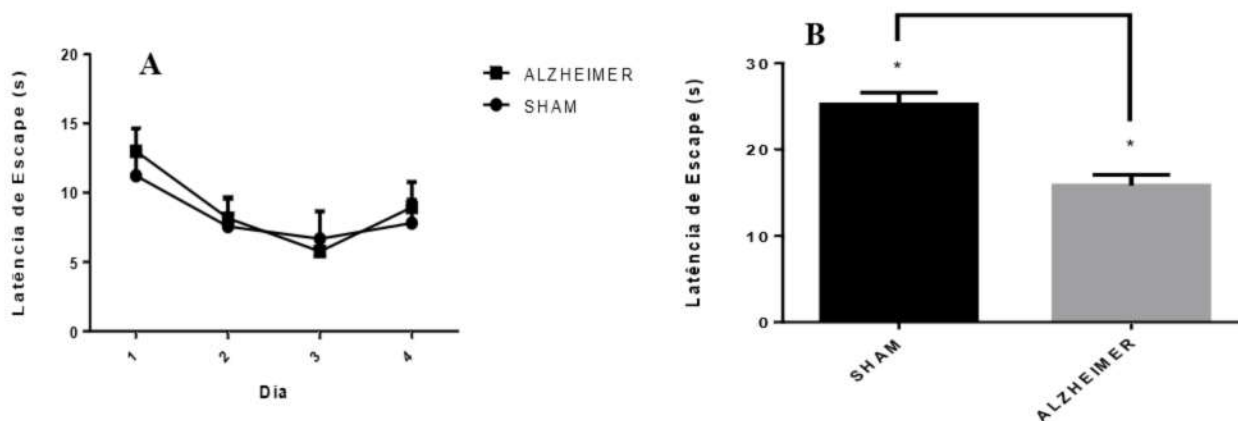 A
Latência de Escape (s)
20
15
10
5
0
1
2
3
4
Dia
ALZHEIMER
SHAM
B
Latência de Escape (s)
30
20
10
0
*
*
SHAM
ALZHEIMER